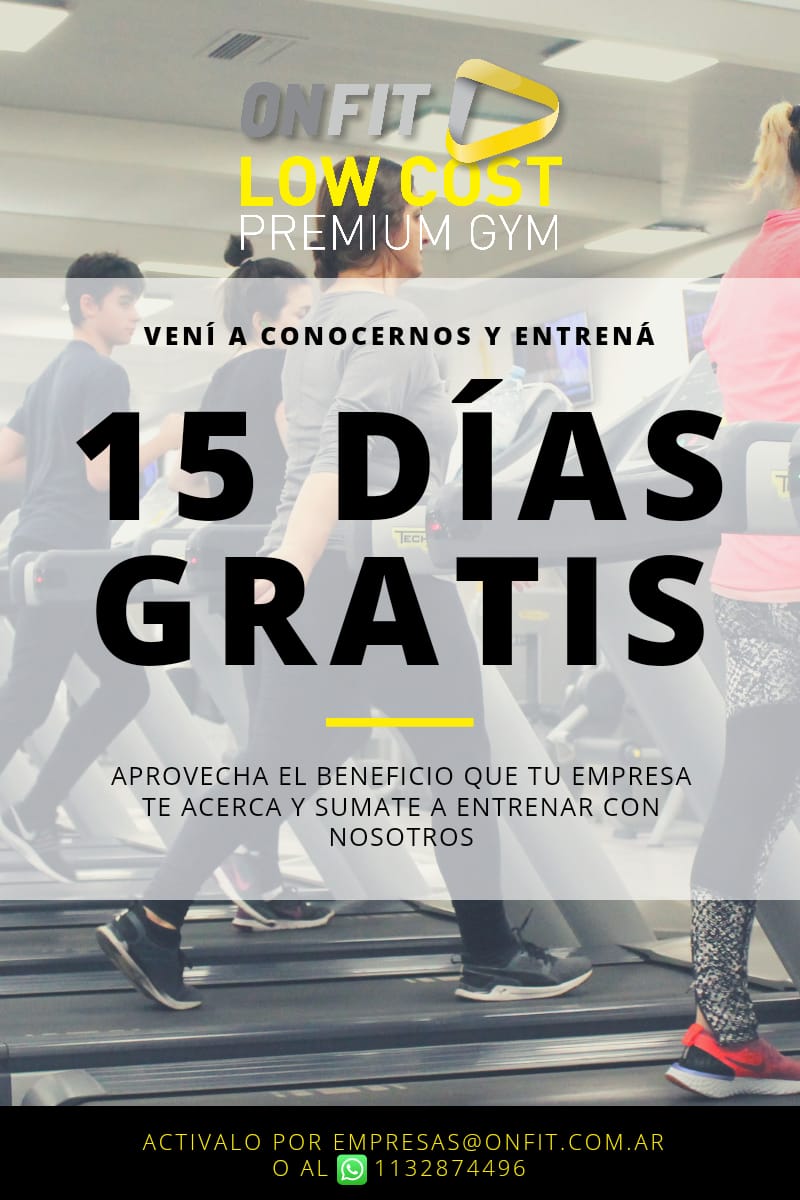 ONFIT
LOW COST
PREMIUM GYM
VENÍ A CONOCERNOS Y ENTRENÁ
15 DÍAS
GRATIS
TECH
APROVECHA EL BENEFICIO QUE TU EMPRESA
TE ACERCA Y SUMATE A ENTRENAR CON
NOSOTROS
ACTIVALO POR EMPRESAS@ONFIT.COM.AR
O AL 1132874496